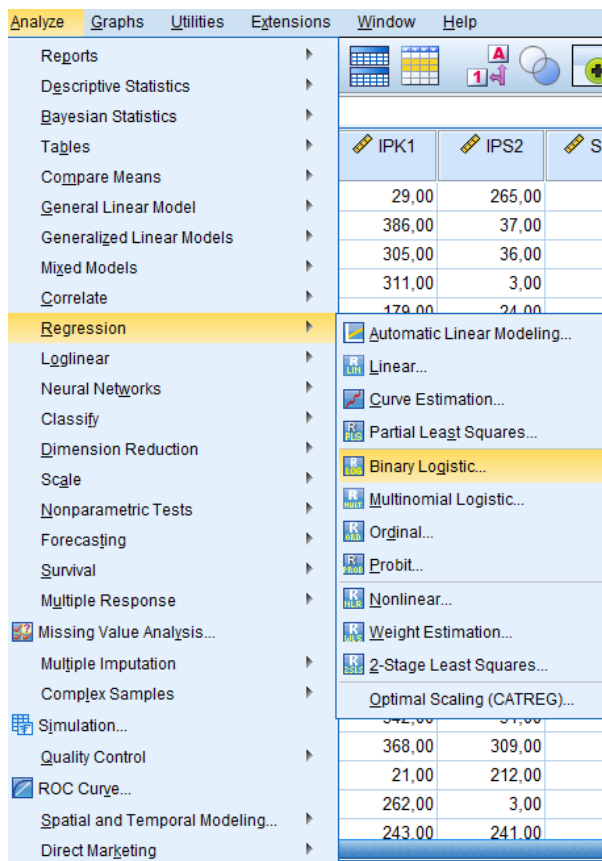 Analyze Graphs Utilities Extensions Window Help
Reports
Descriptive Statistics
Bayesian Statistics
Tables
Compare Means
General Linear Model
Generalized Linear Models
Mixed Models
Correlate
Regression
Loglinear
Neural Networks
Classify
Dimension Reduction
Scale
Nonparametric Tests
Forecasting
Survival
Multiple Response
Missing Value Analysis...
Multiple Imputation
Complex Samples
Simulation...
Quality Control
ROC Curve...
Spatial and Temporal Modeling...
Direct Marketing
A
1
IPK1 IPS2 S
29,00 265,00
386,00 37,00
305,00 36,00
311,00 3,00
179,00 24,00
Automatic Linear Modeling...
Linear...
Curve Estimation...
Partial Least Squares...
Binary Logistic...
Multinomial Logistic...
Ordinal...
Probit...
Nonlinear...
Weight Estimation...
2-Stage Least Squares...
Optimal Scaling (CATREG)...
368,00 309,00
21,00 212,00
262,00 3,00
243,00 241,00